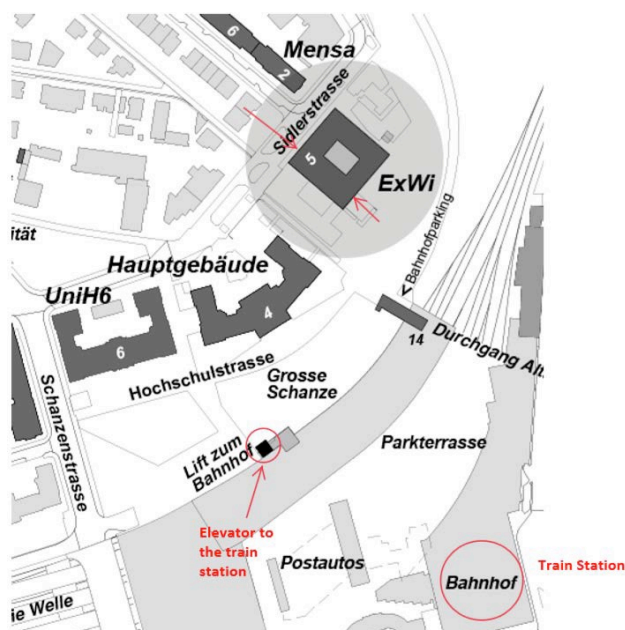 6
Mensa
2
Sidlerstrasse
5
ExWi
ität
Hauptgebäude
Bahnhofparking
UniH6
4
6
14
Durchgang Alt
Hochschulstrasse
Grosse
Schanze
Schanzenstrasse
Lift zum
Bahnhof
Parkterrasse
Elevator to
the train
station
Postautos
Bahnhof
Train Station
ie Welle